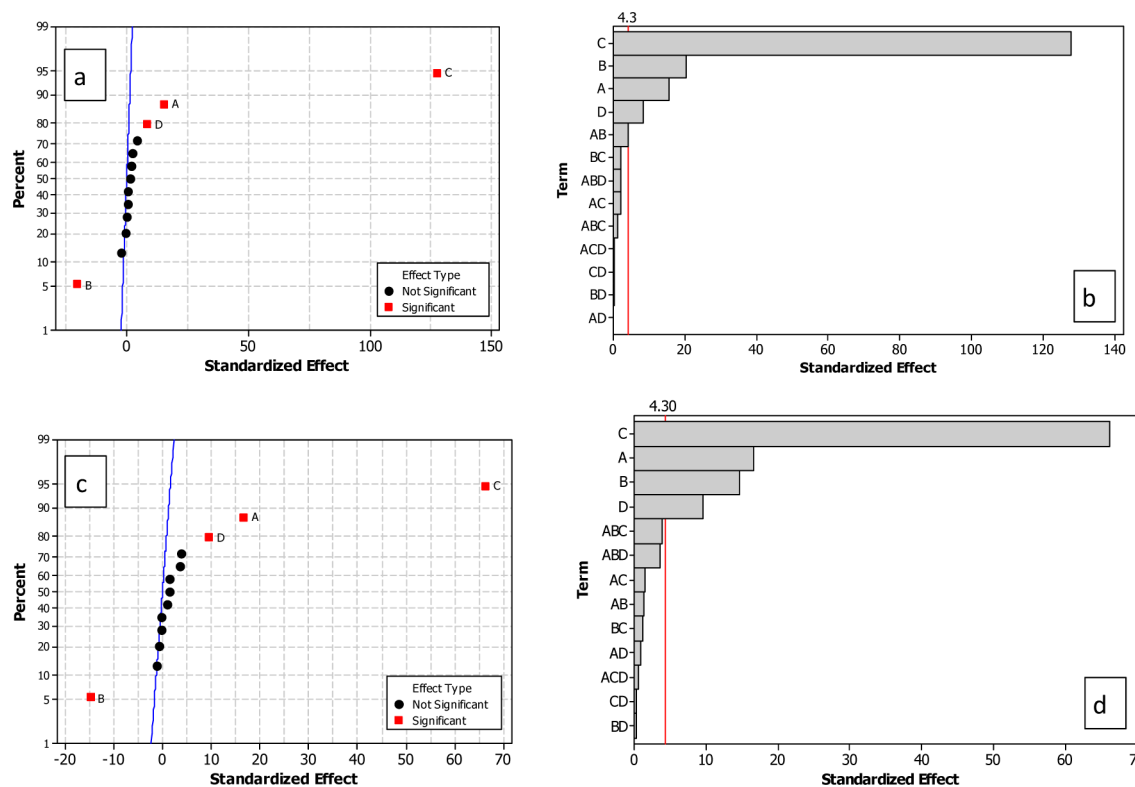 a
99
95
90
80
70
60
50
40
30
20
10
5
1
Percent
C
A
D
B
Effect Type
Not Significant
Significant
0
50
100
150
Standardized Effect
4.3
Term
C
B
A
D
AB
BC
ABD
AC
ABC
ACD
CD
BD
AD
b
0
20
40
60
80
100
120
140
Standardized Effect
c
99
95
90
80
70
60
50
40
30
20
10
5
1
Percent
C
A
D
B
Effect Type
Not Significant
Significant
-20
-10
0
10
20
30
40
50
60
70
Standardized Effect
4.30
Term
C
A
B
D
ABC
ABD
AC
AB
BC
AD
ACD
CD
BD
d
0
10
20
30
40
50
60
Standardized Effect